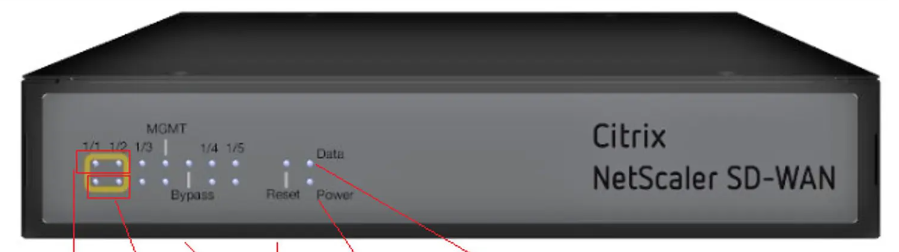 MGMT
1/1 1/2 1/3 1/4 1/5
Data
Bypass Reset Power
Citrix
NetScaler SD-WAN